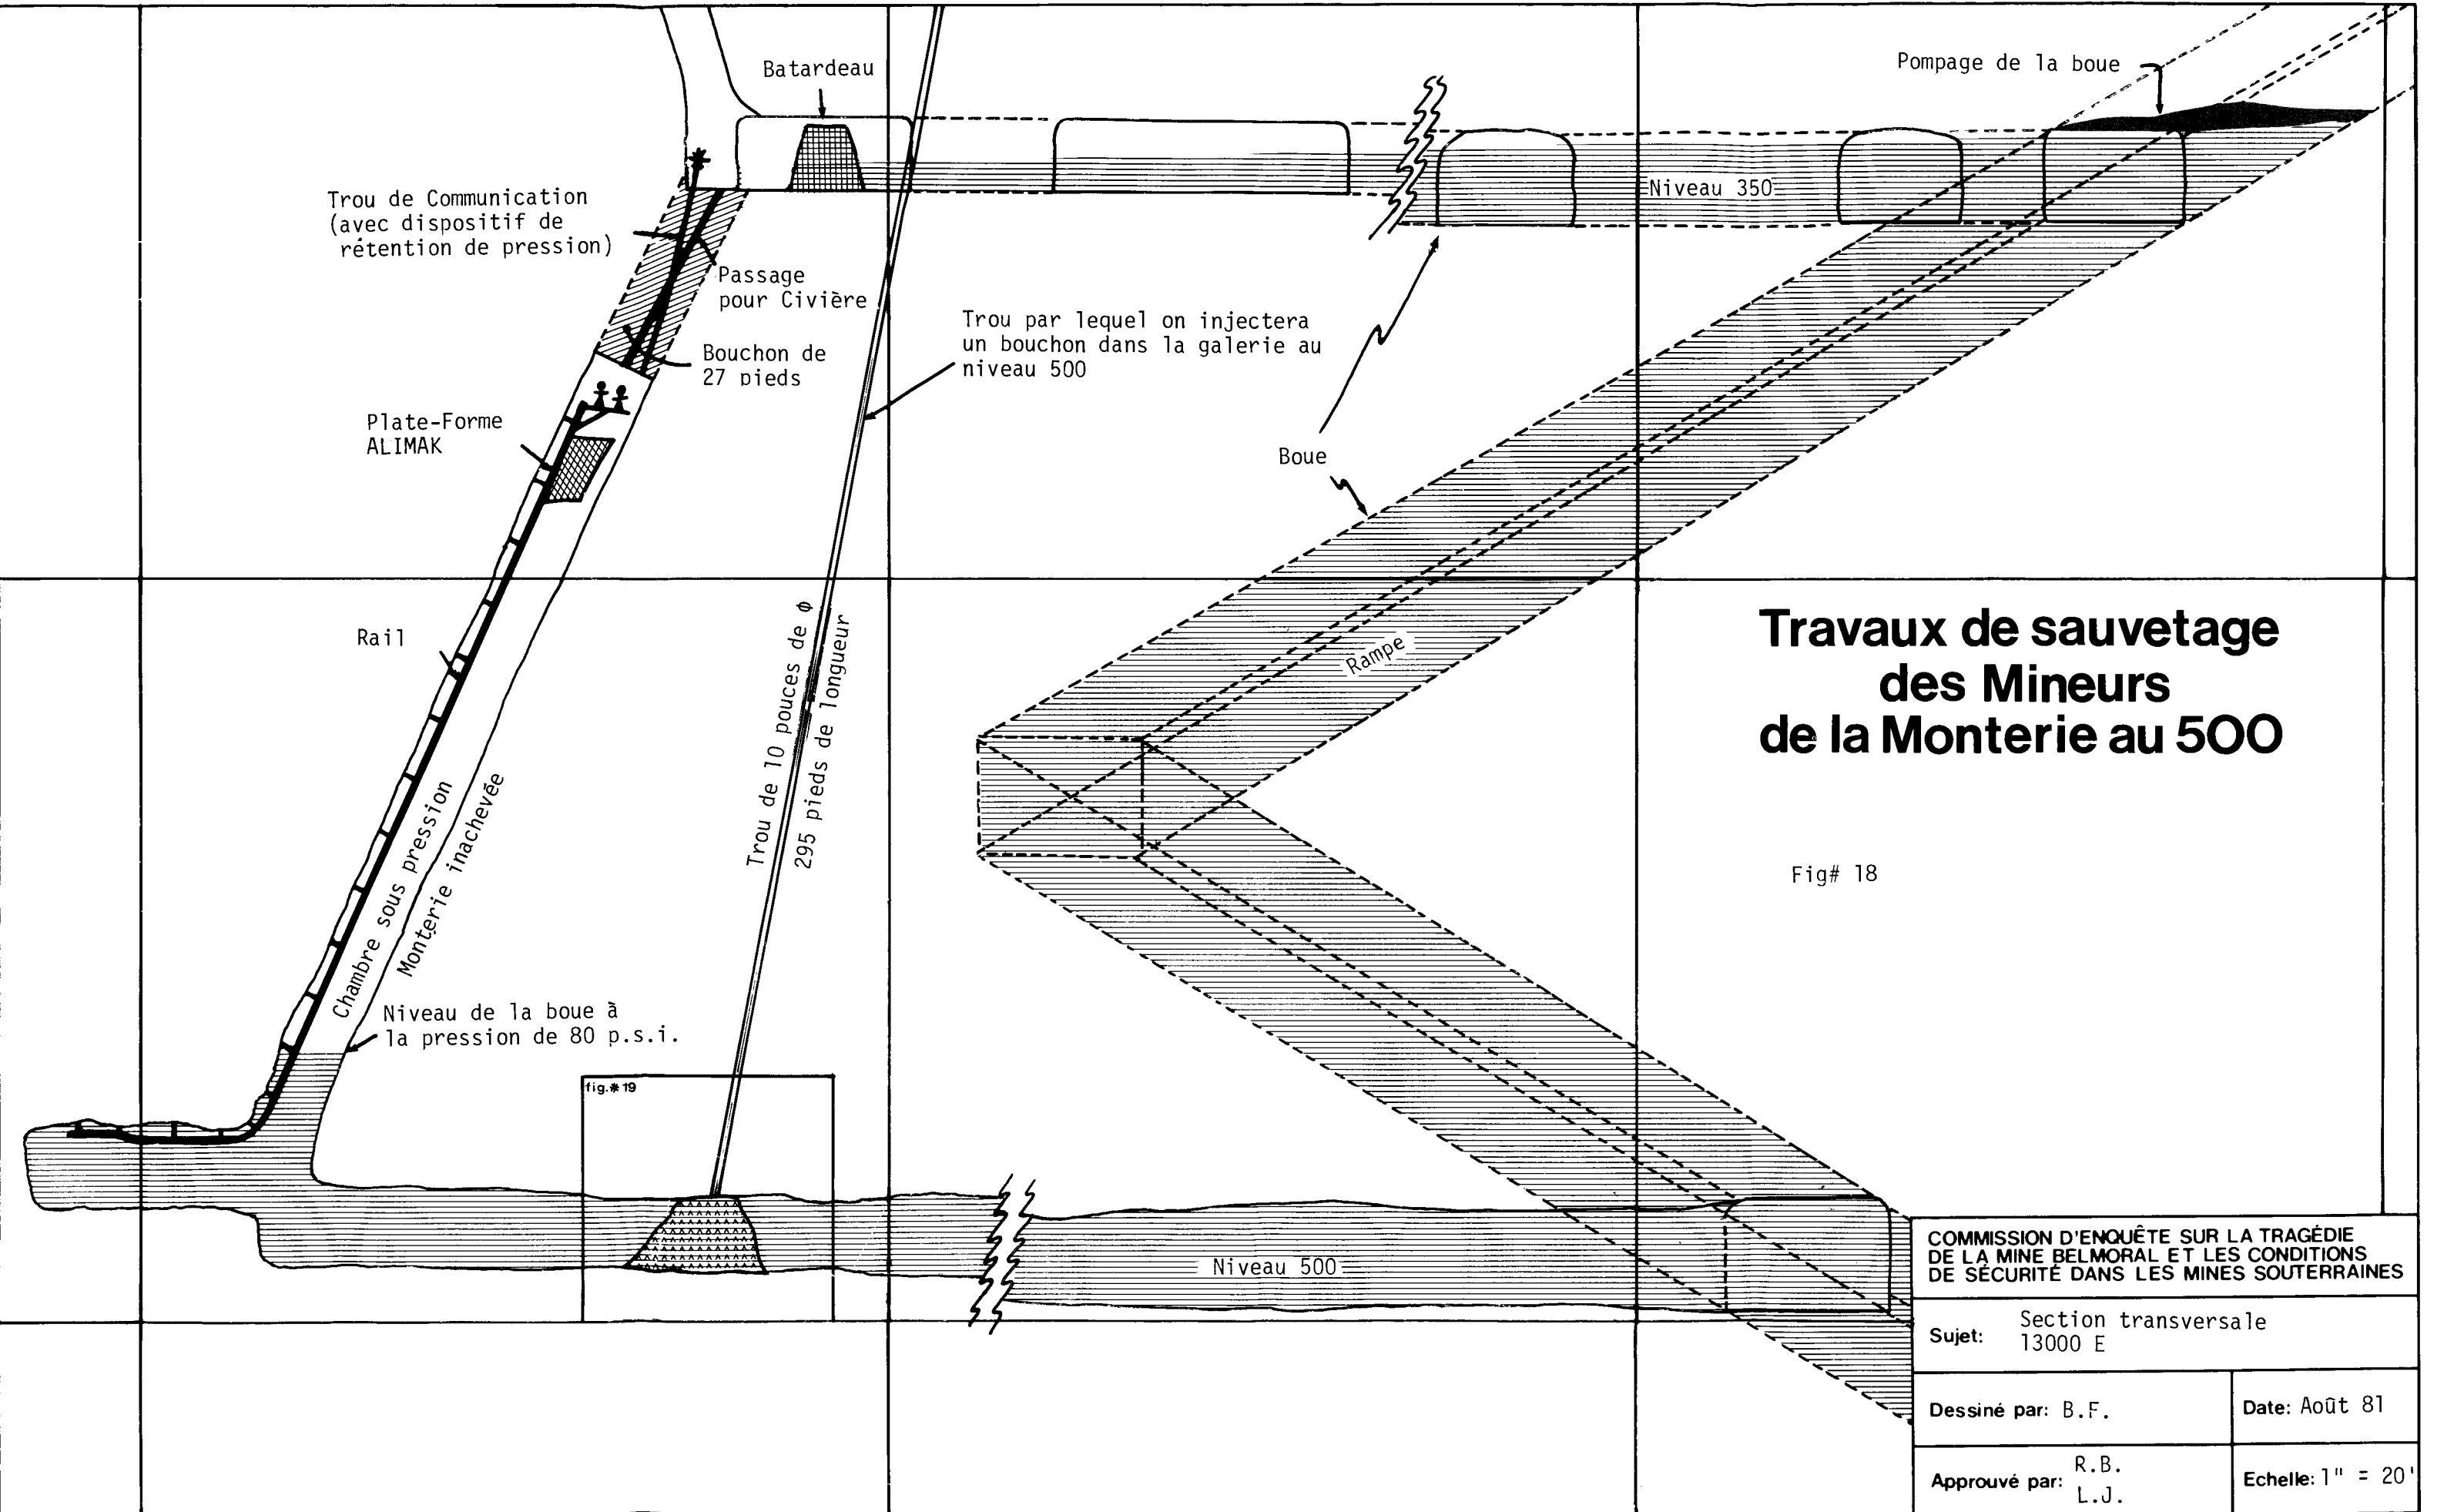 Batardeau
Pompage de la boue
Trou de Communication
(avec dispositif de
rétention de pression)
Niveau 350
Passage
pour Civière
Trou par lequel on injectera
un bouchon dans la galerie au
niveau 500
Bouchon de
27 pieds
Plate-Forme
ALIMAK
Boue
Rail
Trou de 10 pouces de ϕ
295 pieds de longueur
Rampe
Travaux de sauvetage
des Mineurs
de la Monterie au 500
Chambre sous pression
Monterie inachevée
Fig# 18
Niveau de la boue à
la pression de 80 p.s.i.
fig.# 19
Niveau 500
COMMISSION D'ENQUÊTE SUR LA TRAGÉDIE
DE LA MINE BELMORAL ET LES CONDITIONS
DE SÉCURITÉ DANS LES MINES SOUTERRAINES
Sujet: Section transversale
13000 E
Dessiné par: B.F.
Date: Août 81
Approuvé par: R.B.
L.J.
Echelle: 1" = 20'